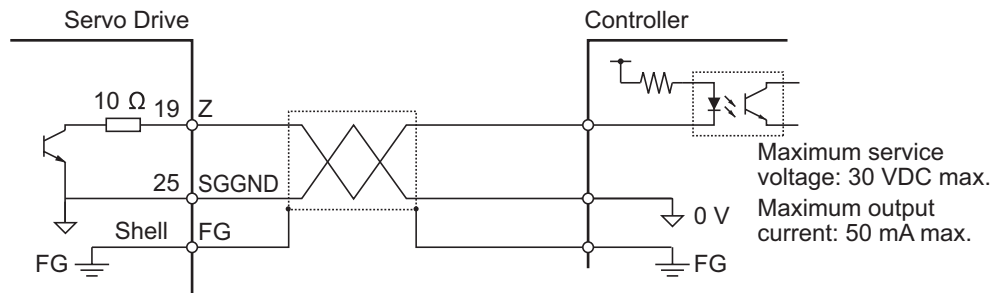 Servo Drive
Controller
10 Ω
19
Z
25
SGGND
Shell
FG
FG
0 V
FG
Maximum service
voltage: 30 VDC max.
Maximum output
current: 50 mA max.